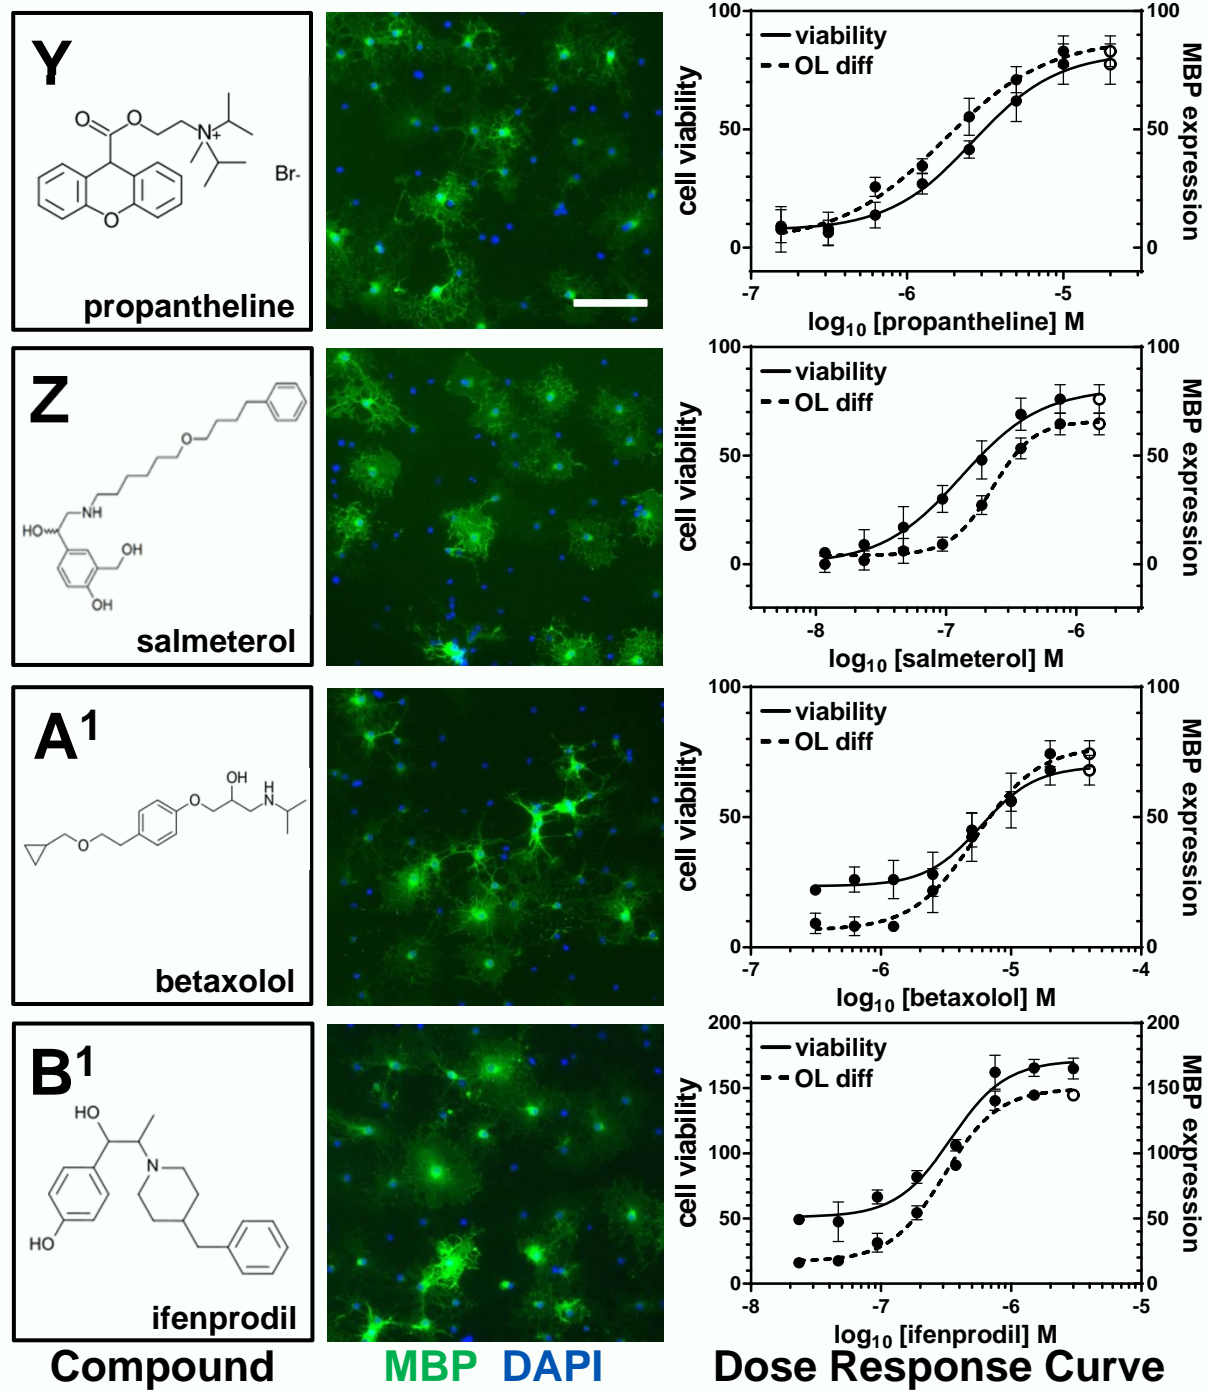 Y
O
O
N+
Br-
O
propantheline
100
50
0
viability
OL diff
cell viability
100
50
0
MBP expression
-7
-6
-5
log10 [propantheline] M
Z
O
NH
HO
OH
OH
salmeterol
100
50
0
viability
OL diff
cell viability
100
50
0
MBP expression
-8
-7
-6
log10 [salmeterol] M
A1
OH
H
N
O
O
betaxolol
100
50
0
viability
OL diff
cell viability
100
50
0
MBP expression
-7
-6
-5
-4
log10 [betaxolol] M
B1
HO
N
HO
ifenprodil
200
150
100
50
0
viability
OL diff
cell viability
200
150
100
50
0
MBP expression
-8
-7
-6
-5
log10 [ifenprodil] M
Compound
MBP DAPI
Dose Response Curve